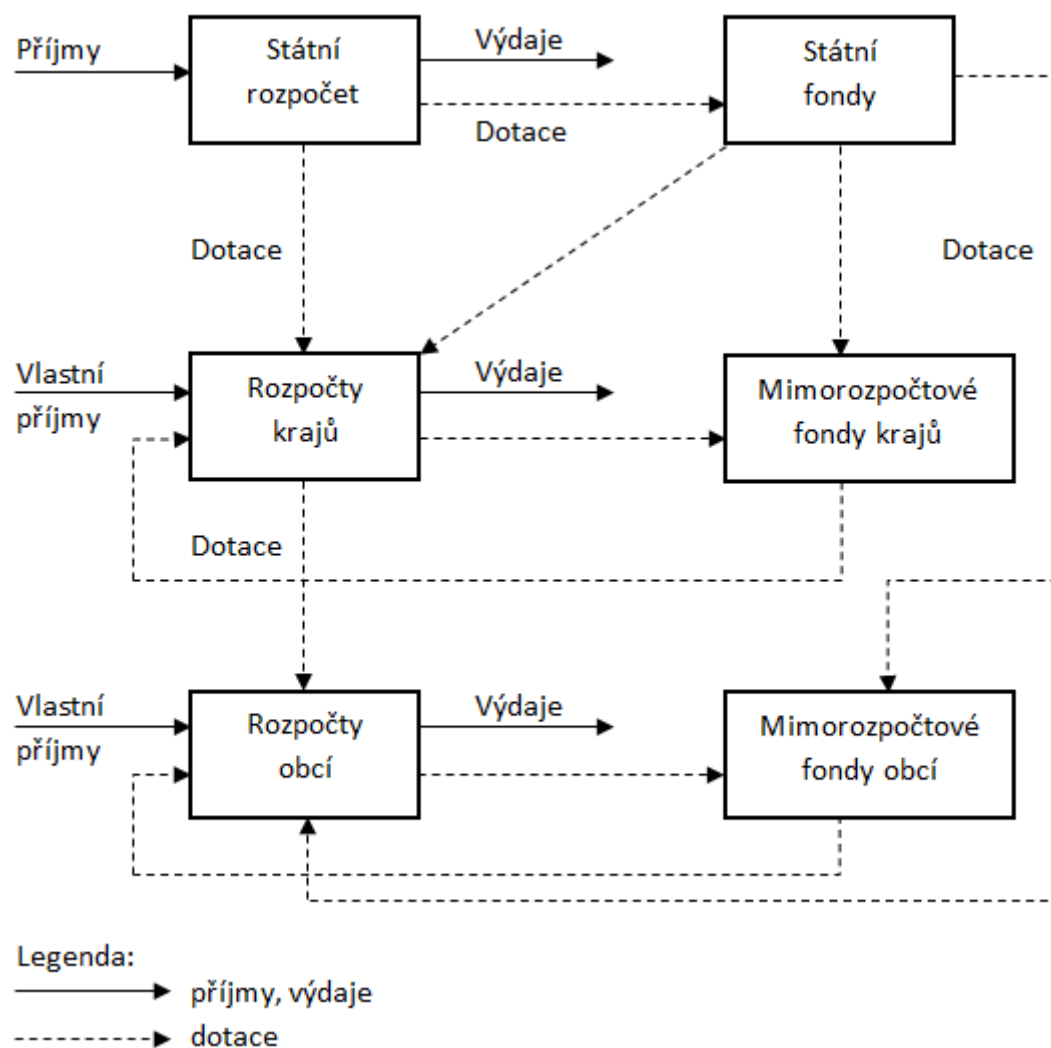 Příjmy
Státní
rozpočet
Výdaje
Dotace
Státní
fondy
Dotace
Dotace
Vlastní
příjmy
Rozpočty
krajů
Výdaje
Mimorozpočtové
fondy krajů
Dotace
Vlastní
příjmy
Rozpočty
obcí
Výdaje
Mimorozpočtové
fondy obcí
Legenda:
příjmy, výdaje
dotace